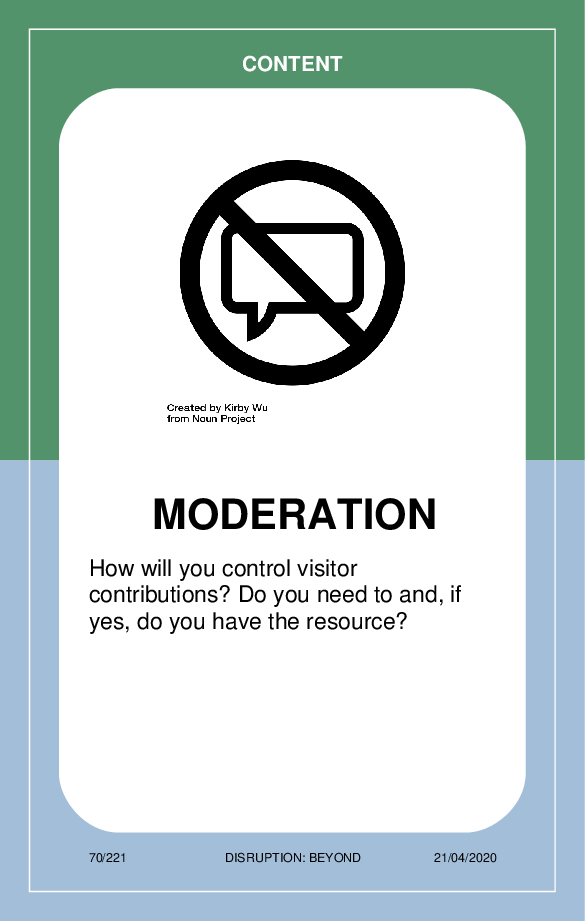 CONTENT
Created by Kirby Wu
from Noun Project
MODERATION
How will you control visitor
contributions? Do you need to and, if
yes, do you have the resource?
70/221
DISRUPTION: BEYOND
21/04/2020